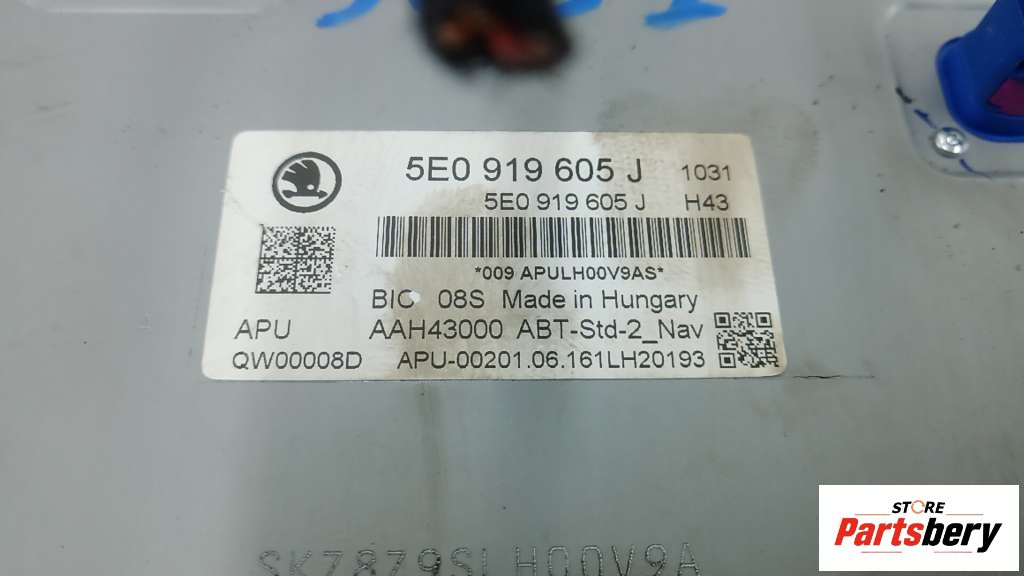 5E0 919 605 J 1031
5E0 919 605 J H43
*009 APULH00V9AS*
08S Made in Hungary
APU AAH43000 ABT-Std-2_Nav
QW00008D APU-00201.06.161LH20193
SKZ8Z9SLH00V9A
STORE
Partsbery